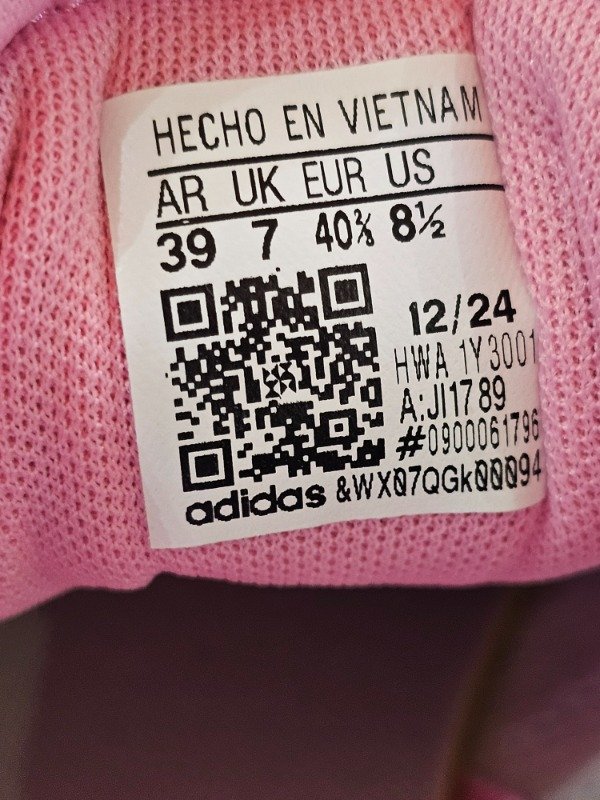 HECHO EN VIETNAM
AR UK EUR US
39 7 40⅔ 8½
12/24
HWA 1Y3001
A:JI1789
#0900061796
adidas &WX07QGk00094